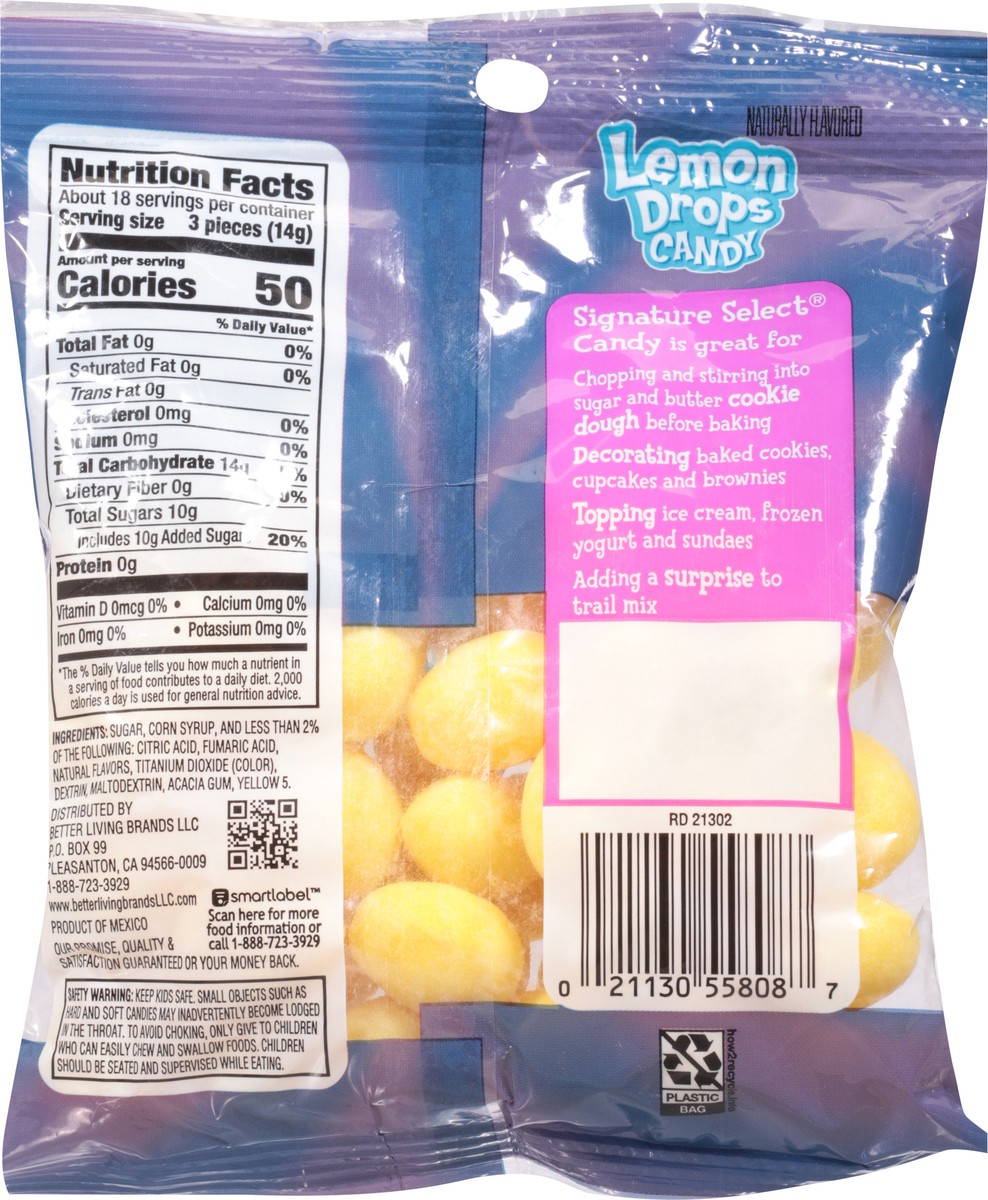 NATURALLY FLAVORED
Lemon
Drops
CANDY
Nutrition Facts
About 18 servings per container
Serving size 3 pieces (14g)
Amount per serving
Calories 50
% Daily Value*
Total Fat 0g 0%
Saturated Fat 0g 0%
Trans Fat 0g
Cholesterol 0mg 0%
Sodium 0mg 0%
Total Carbohydrate 14g %
Dietary Fiber 0g 0%
Total Sugars 10g
Includes 10g Added Sugar 20%
Protein 0g
Vitamin D 0mcg 0% • Calcium 0mg 0%
Iron 0mg 0% • Potassium 0mg 0%
*The % Daily Value tells you how much a nutrient in
a serving of food contributes to a daily diet. 2,000
calories a day is used for general nutrition advice.
INGREDIENTS: SUGAR, CORN SYRUP, AND LESS THAN 2%
OF THE FOLLOWING: CITRIC ACID, FUMARIC ACID,
NATURAL FLAVORS, TITANIUM DIOXIDE (COLOR),
DEXTRIN, MALTODEXTRIN, ACACIA GUM, YELLOW 5.
DISTRIBUTED BY
BETTER LIVING BRANDS LLC
P.O. BOX 99
PLEASANTON, CA 94566-0009
1-888-723-3929
www.betterlivingbrandsLLC.com
PRODUCT OF MEXICO
smartlabel™
Scan here for more
food information or
call 1-888-723-3929
OUR PROMISE, QUALITY &
SATISFACTION GUARANTEED OR YOUR MONEY BACK.
SAFETY WARNING: KEEP KIDS SAFE. SMALL OBJECTS SUCH AS
HARD AND SOFT CANDIES MAY INADVERTENTLY BECOME LODGED
IN THE THROAT. TO AVOID CHOKING, ONLY GIVE TO CHILDREN
WHO CAN EASILY CHEW AND SWALLOW FOODS. CHILDREN
SHOULD BE SEATED AND SUPERVISED WHILE EATING.
Signature Select®
Candy is great for
Chopping and stirring into
sugar and butter cookie
dough before baking
Decorating baked cookies,
cupcakes and brownies
Topping ice cream, frozen
yogurt and sundaes
Adding a surprise to
trail mix
RD 21302
0 21130 55808 7
PLASTIC
BAG
how2recycle.info